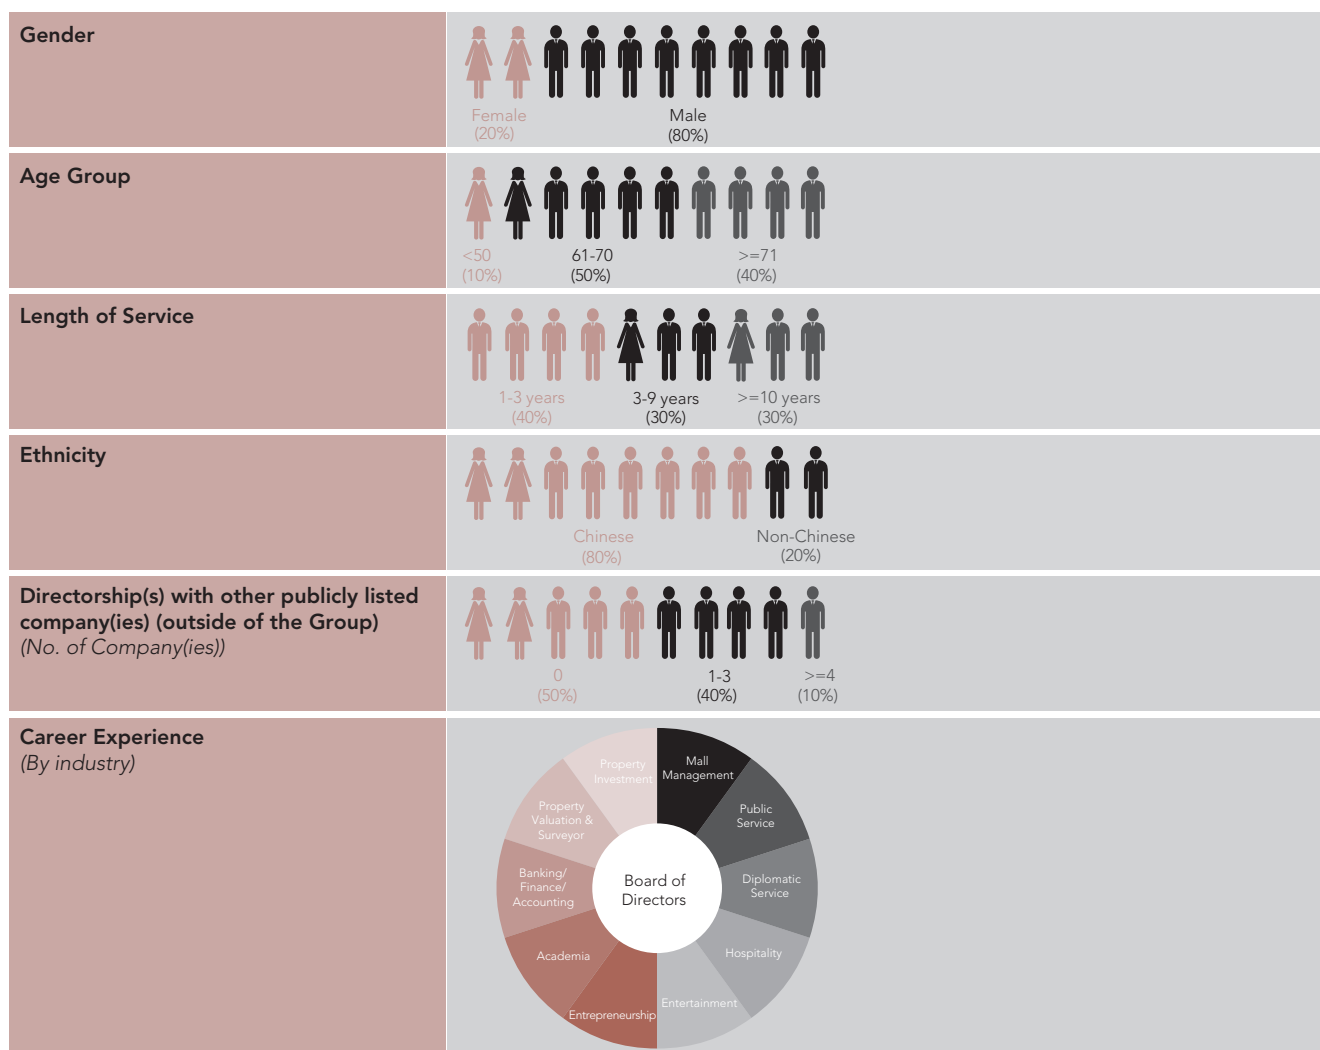 Gender
Female
(20%)
Male
(80%)
Age Group
<50
(10%)
61-70
(50%)
>=71
(40%)
Length of Service
1-3 years
(40%)
3-9 years
(30%)
>=10 years
(30%)
Ethnicity
Chinese
(80%)
Non-Chinese
(20%)
Directorship(s) with other publicly listed
company(ies) (outside of the Group)
(No. of Company(ies))
0
(50%)
1-3
(40%)
>=4
(10%)
Career Experience
(By industry)
Mall
Management
Public
Service
Diplomatic
Service
Hospitality
Entertainment
Entrepreneurship
Academia
Banking/
Finance/
Accounting
Property
Valuation &
Surveyor
Property
Investment
Board of
Directors